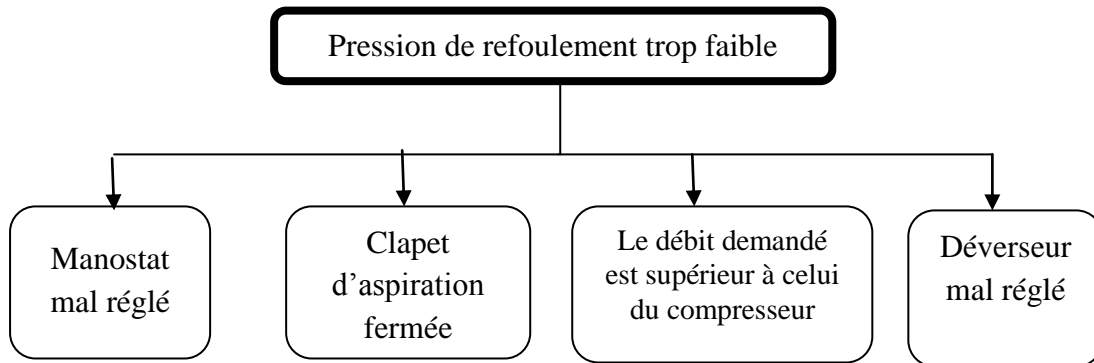 Pression de refoulement trop faible
Manostat
mal réglé
Clapet
d’aspiration
fermée
Le débit demandé
est supérieur à celui
du compresseur
Déverseur
mal réglé